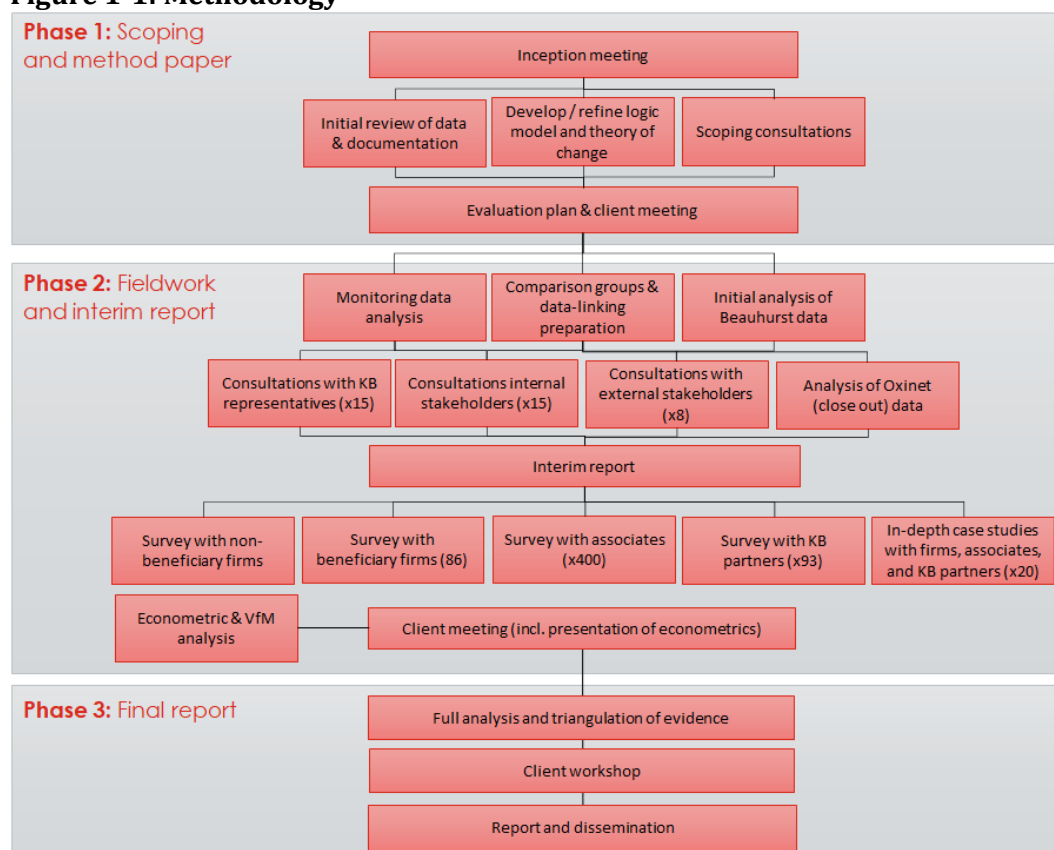 Figure 1-1: Methodology
Phase 1: Scoping
and method paper
Inception meeting
Initial review of data
& documentation
Develop / refine logic
model and theory of
change
Scoping consultations
Evaluation plan & client meeting
Phase 2: Fieldwork
and interim report
Monitoring data
analysis
Comparison groups &
data-linking
preparation
Initial analysis of
Beauhurst data
Consultations with KB
representatives (x15)
Consultations internal
stakeholders (x15)
Consultations with
external stakeholders
(x8)
Analysis of Oxinet
(close out) data
Interim report
Survey with non-
beneficiary firms
Survey with
beneficiary firms (86)
Survey with associates
(x400)
Survey with KB
partners (x93)
In-depth case studies
with firms, associates,
and KB partners (x20)
Econometric & VfM
analysis
Client meeting (incl. presentation of econometrics)
Phase 3: Final report
Full analysis and triangulation of evidence
Client workshop
Report and dissemination